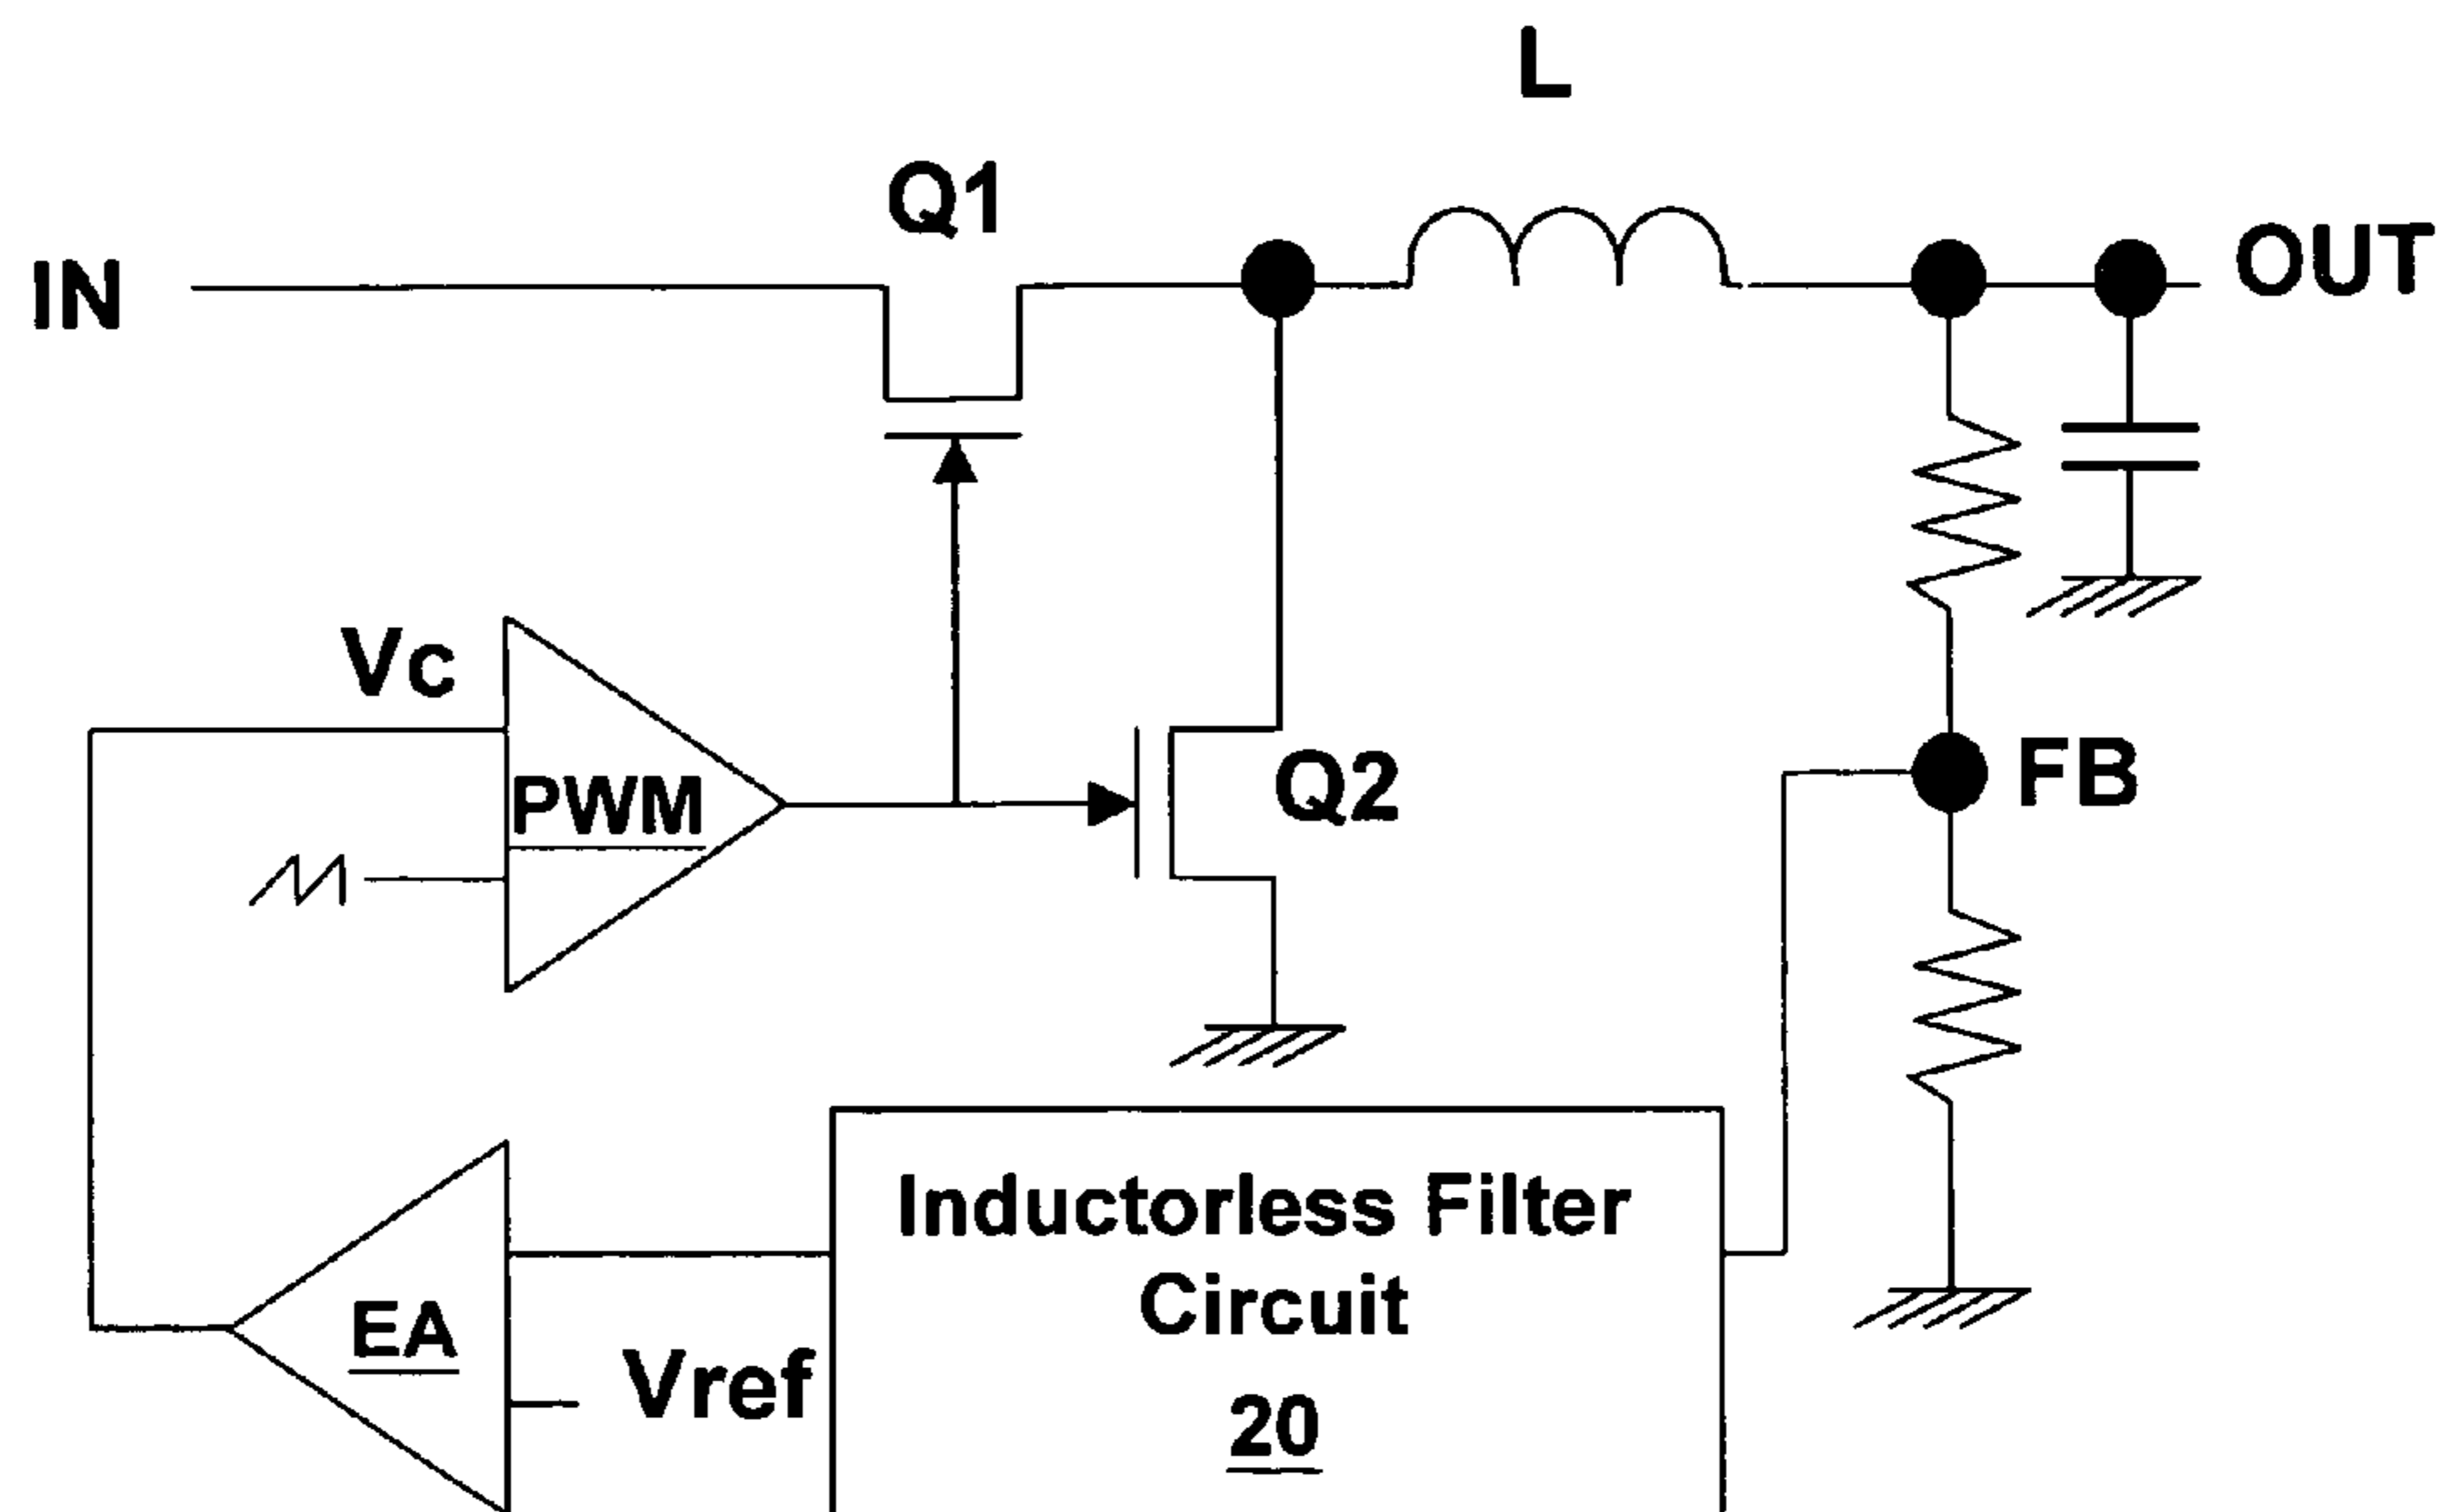 L
Q1
IN
OUT
Vc
PWM
Q2
FB
Inductorless Filter
Circuit
EA
Vref
20